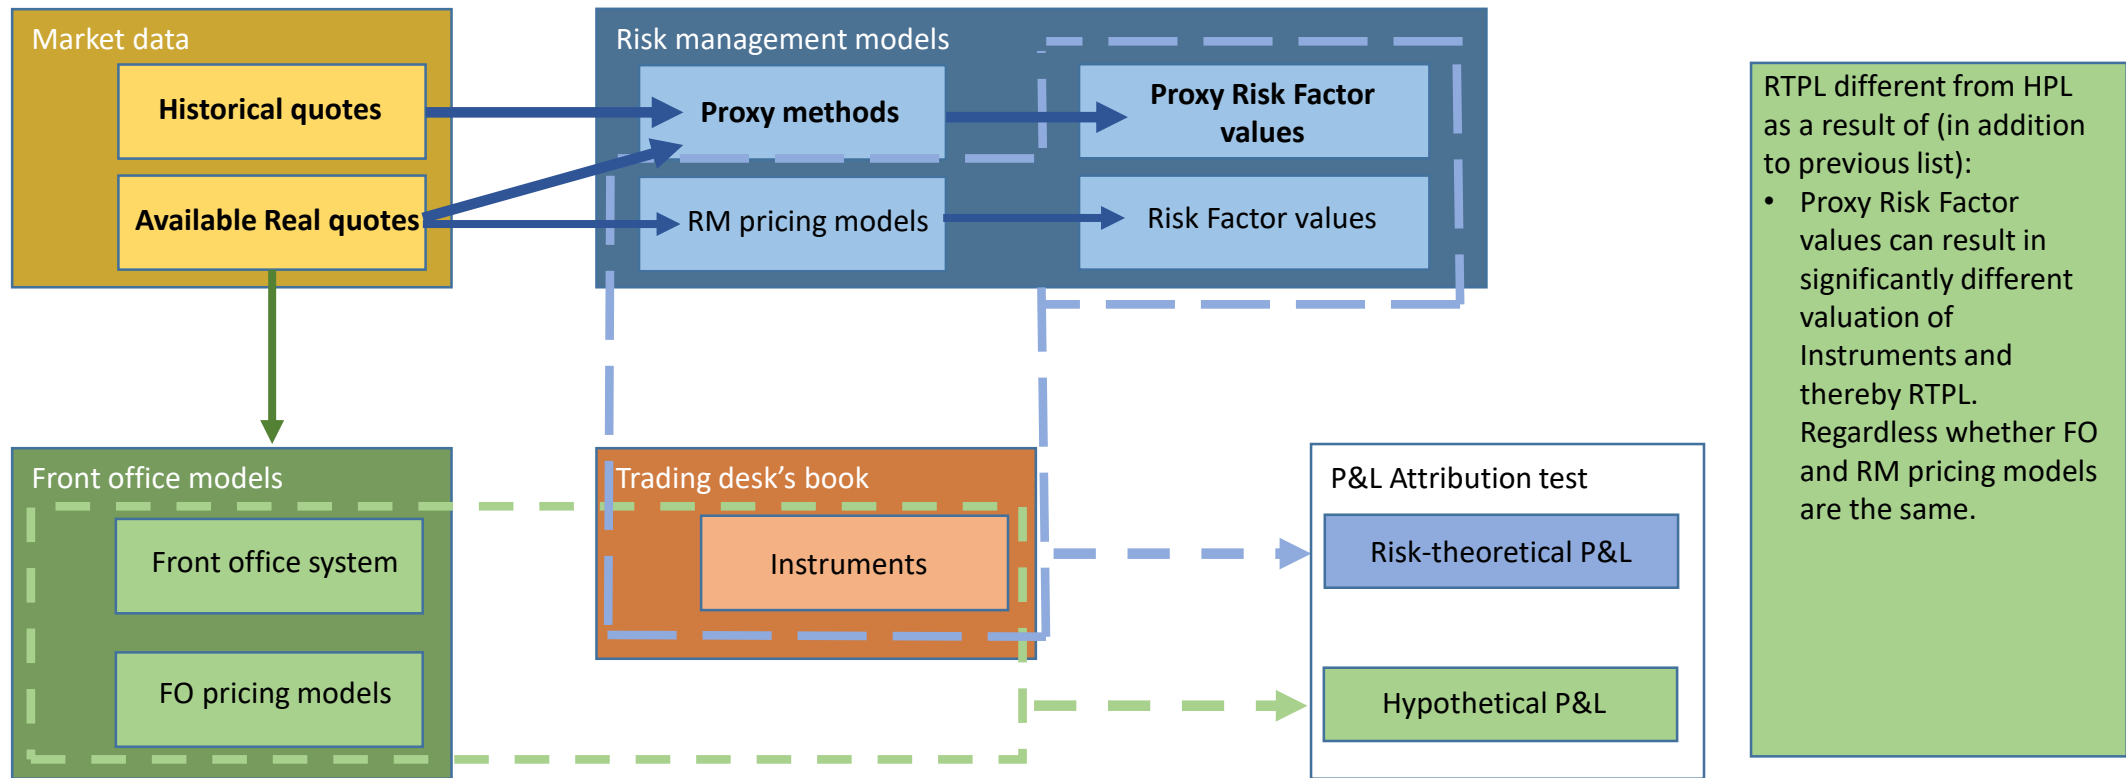 Market data
Historical quotes
Available Real quotes
Risk management models
Proxy methods
Proxy Risk Factor
values
RM pricing models
Risk Factor values
Front office models
Front office system
FO pricing models
Trading desk's book
Instruments
P&L Attribution test
Risk-theoretical P&L
Hypothetical P&L
RTPL different from HPL
as a result of (in addition
to previous list):
• Proxy Risk Factor
values can result in
significantly different
valuation of
Instruments and
thereby RTPL.
Regardless whether FO
and RM pricing models
are the same.